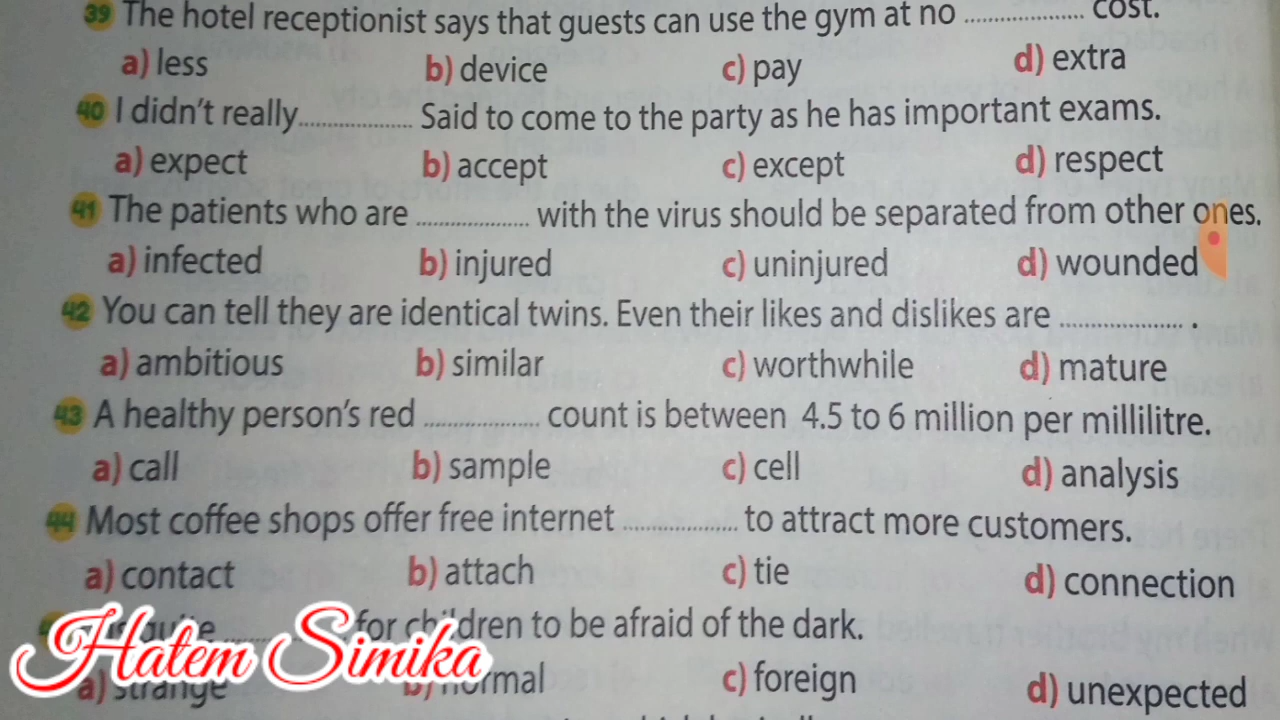 39 The hotel receptionist says that guests can use the gym at no .................... cost.
a) less b) device c) pay d) extra
40 I didn't really.................... Said to come to the party as he has important exams.
a) expect b) accept c) except d) respect
41 The patients who are .................... with the virus should be separated from other ones.
a) infected b) injured c) uninjured d) wounded
42 You can tell they are identical twins. Even their likes and dislikes are .................... .
a) ambitious b) similar c) worthwhile d) mature
43 A healthy person's red .................... count is between 4.5 to 6 million per millilitre.
a) call b) sample c) cell d) analysis
44 Most coffee shops offer free internet .................... to attract more customers.
a) contact b) attach c) tie d) connection
quite .................... for children to be afraid of the dark.
a) strange b) normal c) foreign d) unexpected
Hatem Simika